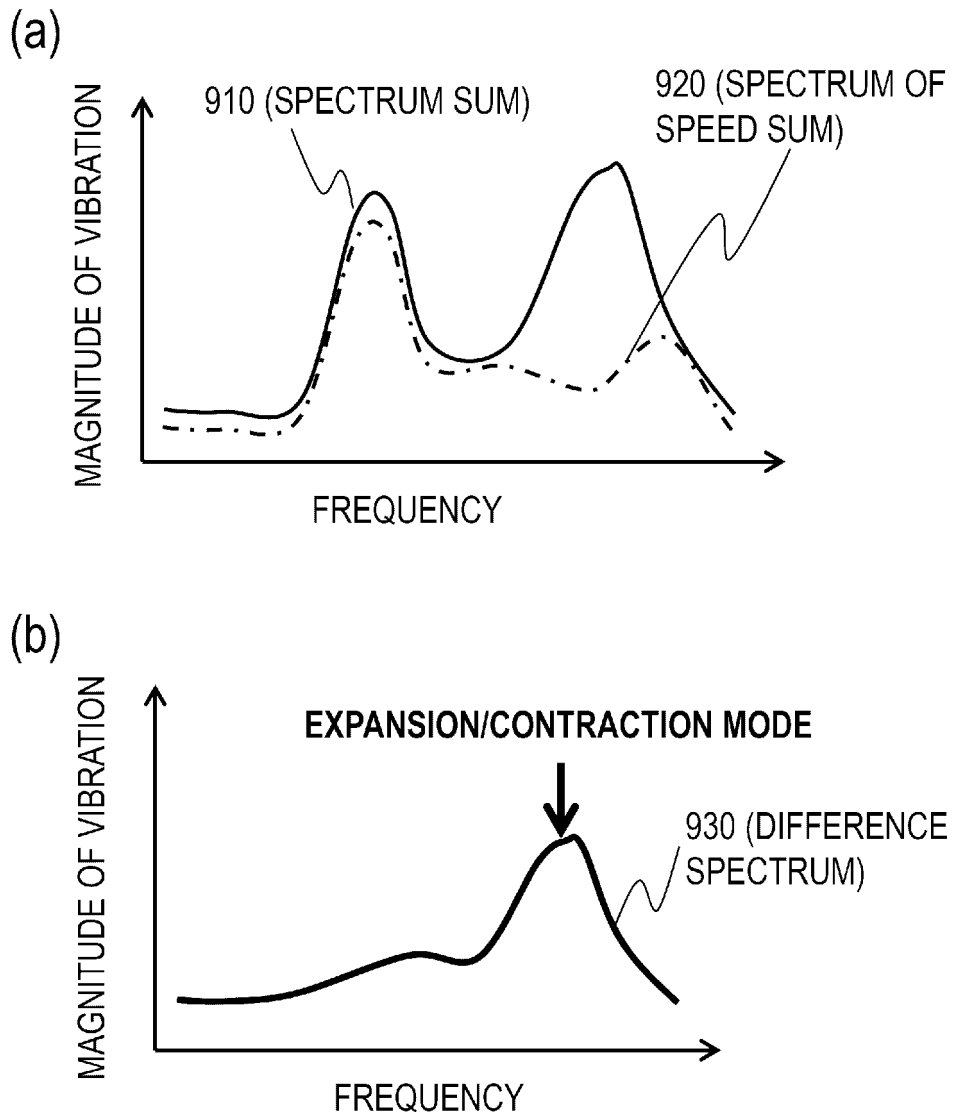 (a)
910 (SPECTRUM SUM)
920 (SPECTRUM OF
SPEED SUM)
MAGNITUDE OF VIBRATION
FREQUENCY
(b)
MAGNITUDE OF VIBRATION
EXPANSION/CONTRACTION MODE
930 (DIFFERENCE
SPECTRUM)
FREQUENCY